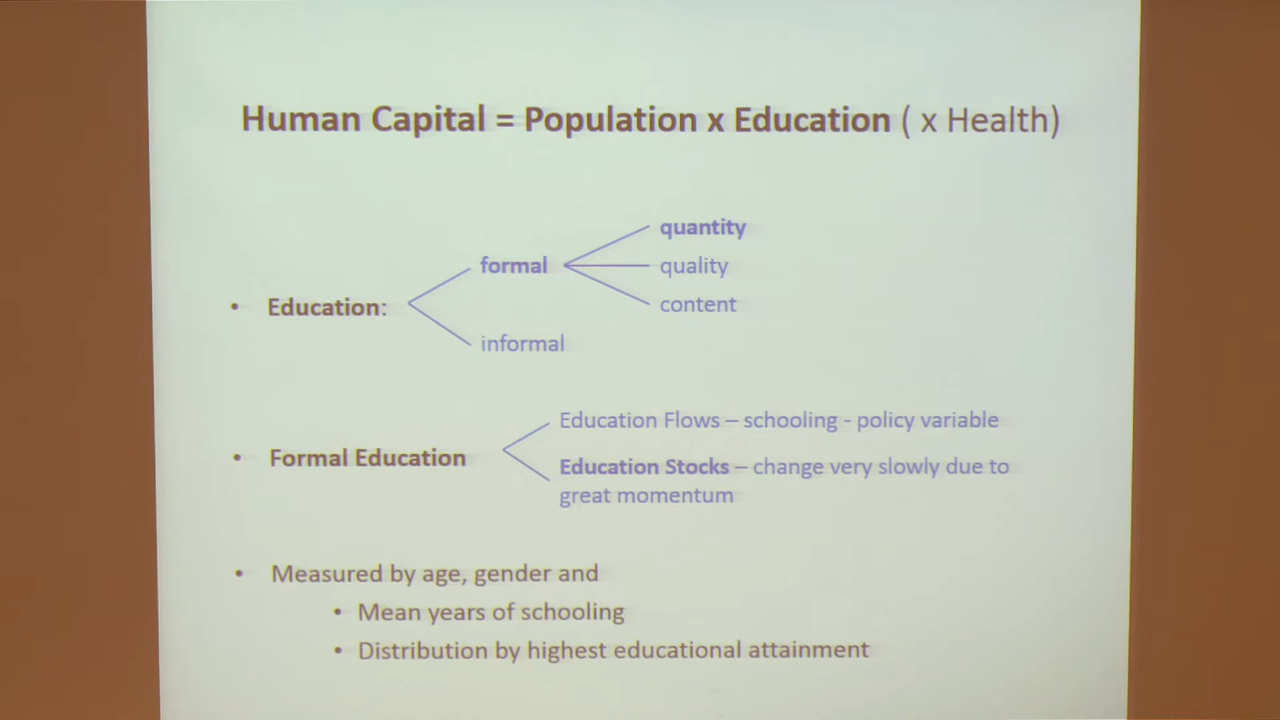 Human Capital = Population x Education ( x Health)
quantity
formal
quality
• Education:
content
informal
Education Flows – schooling - policy variable
• Formal Education
Education Stocks – change very slowly due to
great momentum
• Measured by age, gender and
• Mean years of schooling
• Distribution by highest educational attainment